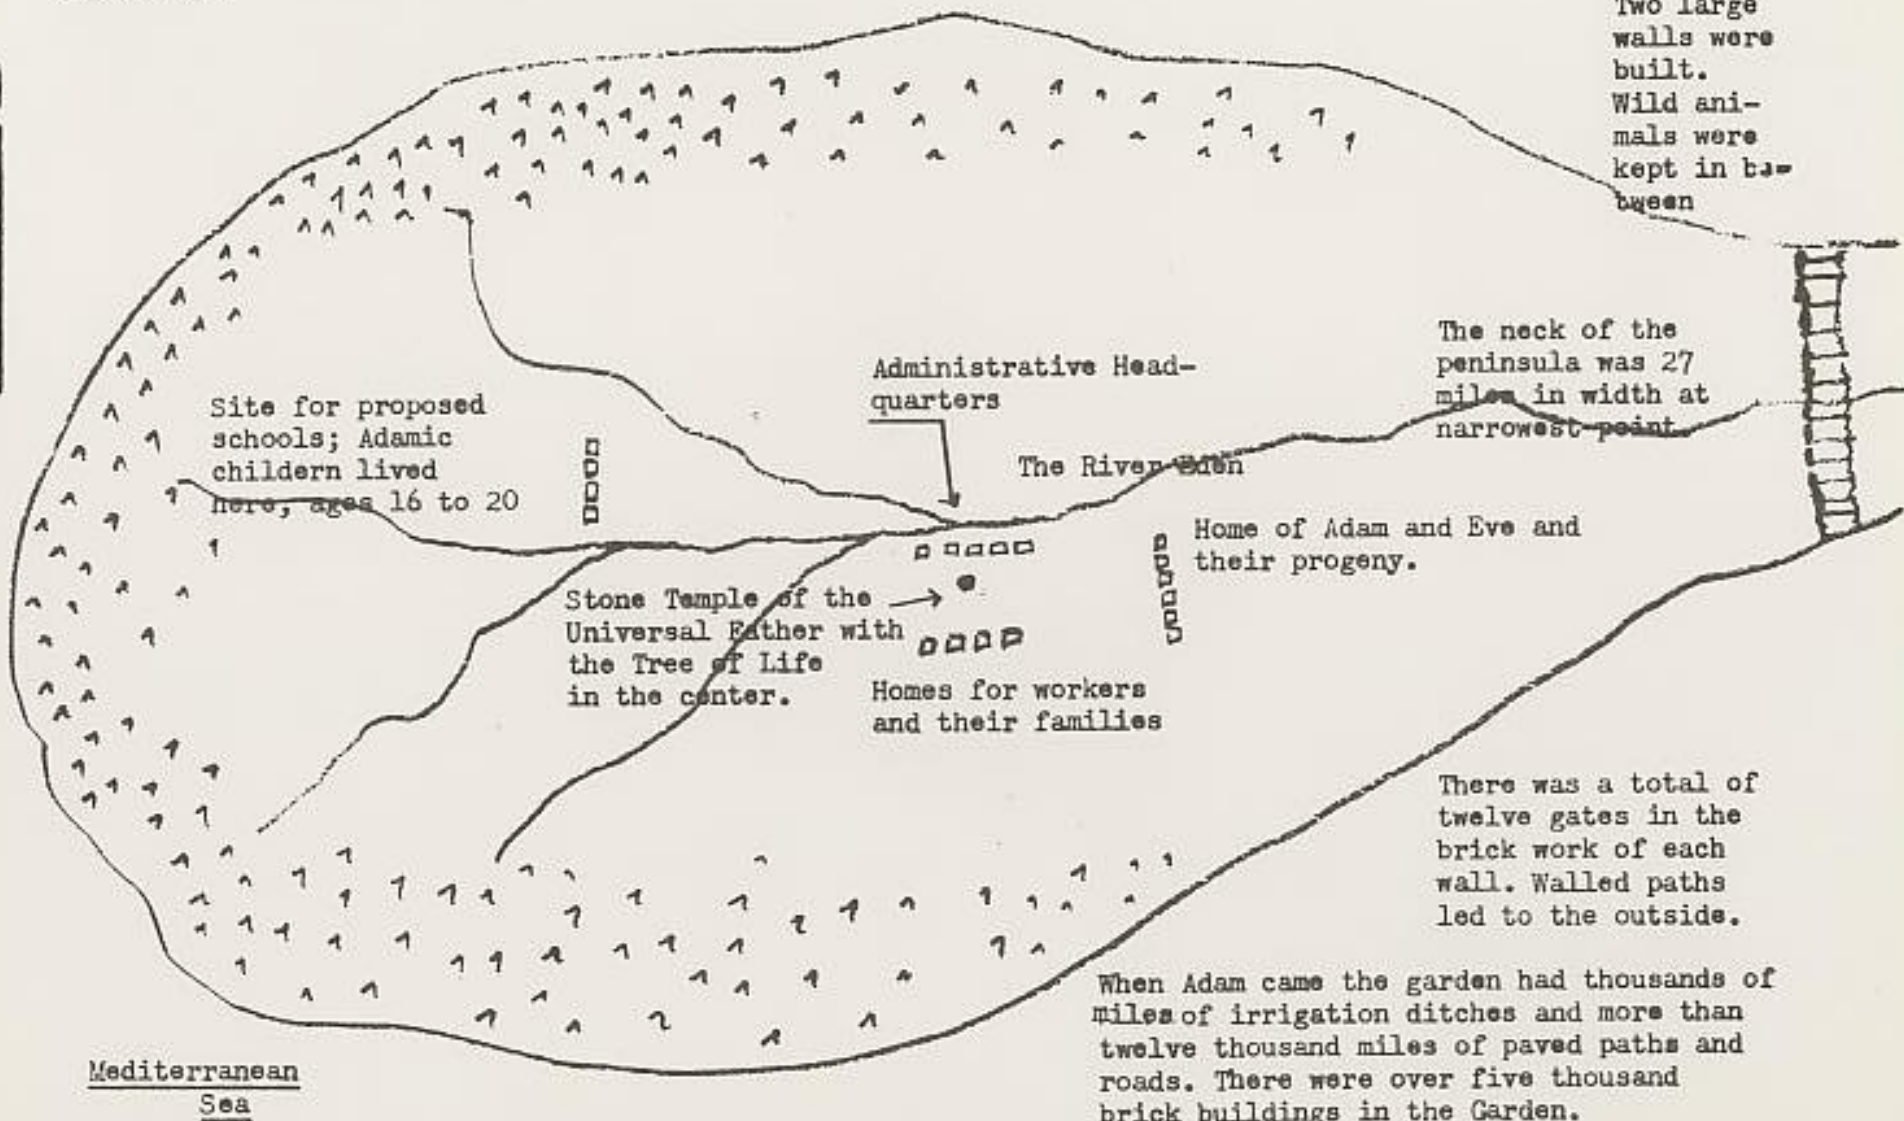 Two large
walls were
built.
Wild ani-
mals were
kept in be-
tween
The neck of the
peninsula was 27
miles in width at
narrowest point
Administrative Head-
quarters
Site for proposed
schools; Adamic
childern lived
here, ages 16 to 20
The River Eden
Home of Adam and Eve and
their progeny.
Stone Temple of the
Universal Father with
the Tree of Life
in the center.
Homes for workers
and their families
There was a total of
twelve gates in the
brick work of each
wall. Walled paths
led to the outside.
When Adam came the garden had thousands of
miles of irrigation ditches and more than
twelve thousand miles of paved paths and
roads. There were over five thousand
brick buildings in the Garden.
Mediterranean
Sea